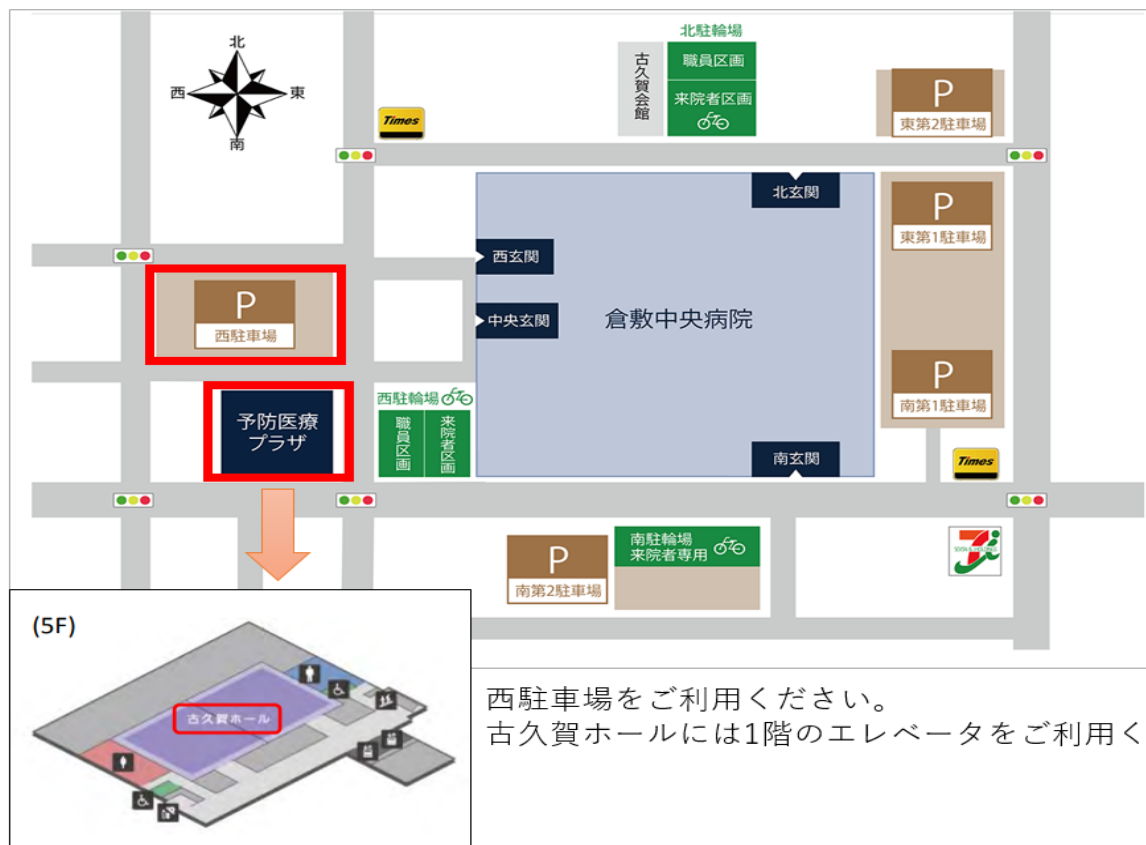 北
西
東
南
Times
北駐輪場
古久賀会館
職員区画
来院者区画
P
東第2駐車場
北玄関
P
東第1駐車場
西玄関
P
西駐車場
中央玄関
倉敷中央病院
P
南第1駐車場
予防医療
プラザ
西駐輪場
職員区画
来院者区画
南玄関
Times
南駐輪場
来院者専用
P
南第2駐車場
(5F)
古久賀ホール
西駐車場をご利用ください。
古久賀ホールには1階のエレベータをご利用く